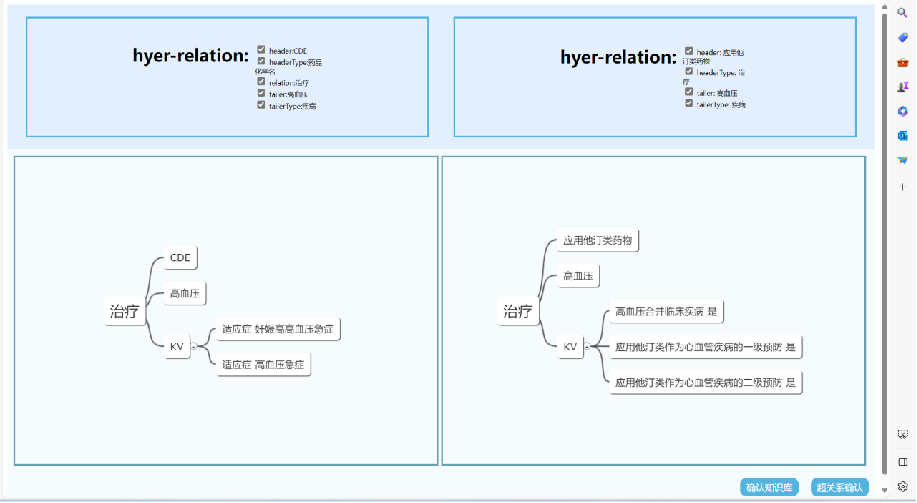 hyer-relation:
header:CDE
headerType:药品
化学名
relation:治疗
tailer:高血压
tailerType:疾病
hyer-relation:
header: 应用他
汀类药物
headerType: 治
疗
tailer: 高血压
tailerType: 疾病
治疗
CDE
高血压
KV
适应症 妊娠高高血压急症
适应症 高血压急症
治疗
应用他汀类药物
高血压
KV
高血压合并临床疾病 是
应用他汀类作为心血管疾病的一级预防 是
应用他汀类作为心血管疾病的二级预防 是
确认知识库
超关系确认